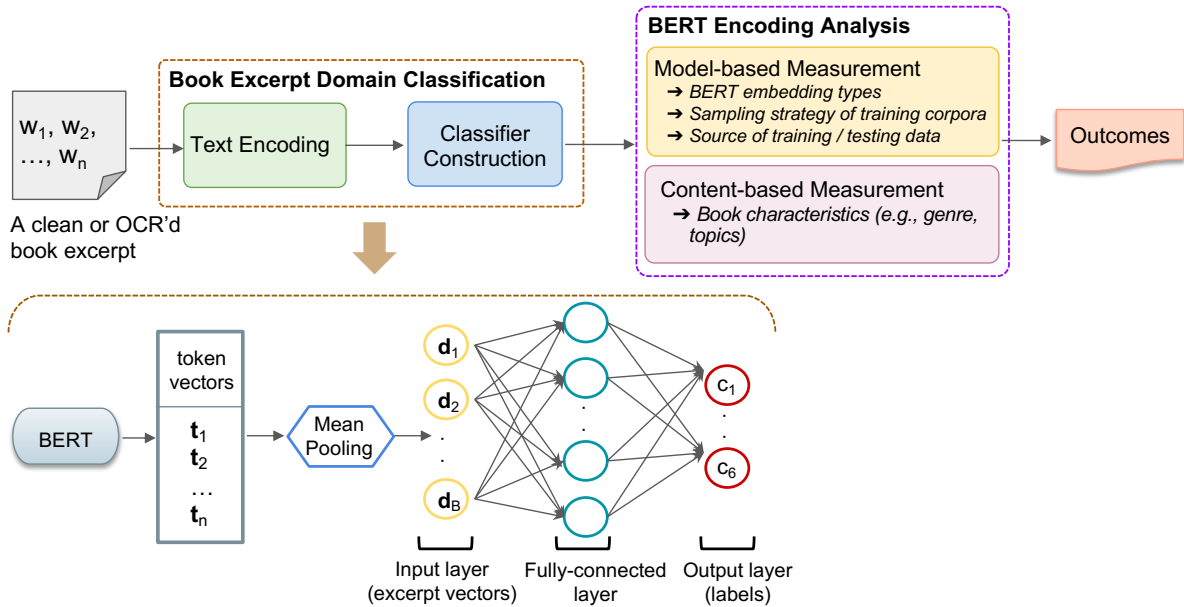 BERT Encoding Analysis
Book Excerpt Domain Classification
w1, w2,
…, wn
A clean or OCR'd
book excerpt
Text Encoding
Classifier
Construction
Model-based Measurement
➔ BERT embedding types
➔ Sampling strategy of training corpora
➔ Source of training / testing data
Content-based Measurement
➔ Book characteristics (e.g., genre,
topics)
Outcomes
BERT
token
vectors
t1
t2
…
tn
Mean
Pooling
d1
d2
.
.
dB
.
.
c1
.
.
c6
Input layer
(excerpt vectors)
Fully-connected
layer
Output layer
(labels)